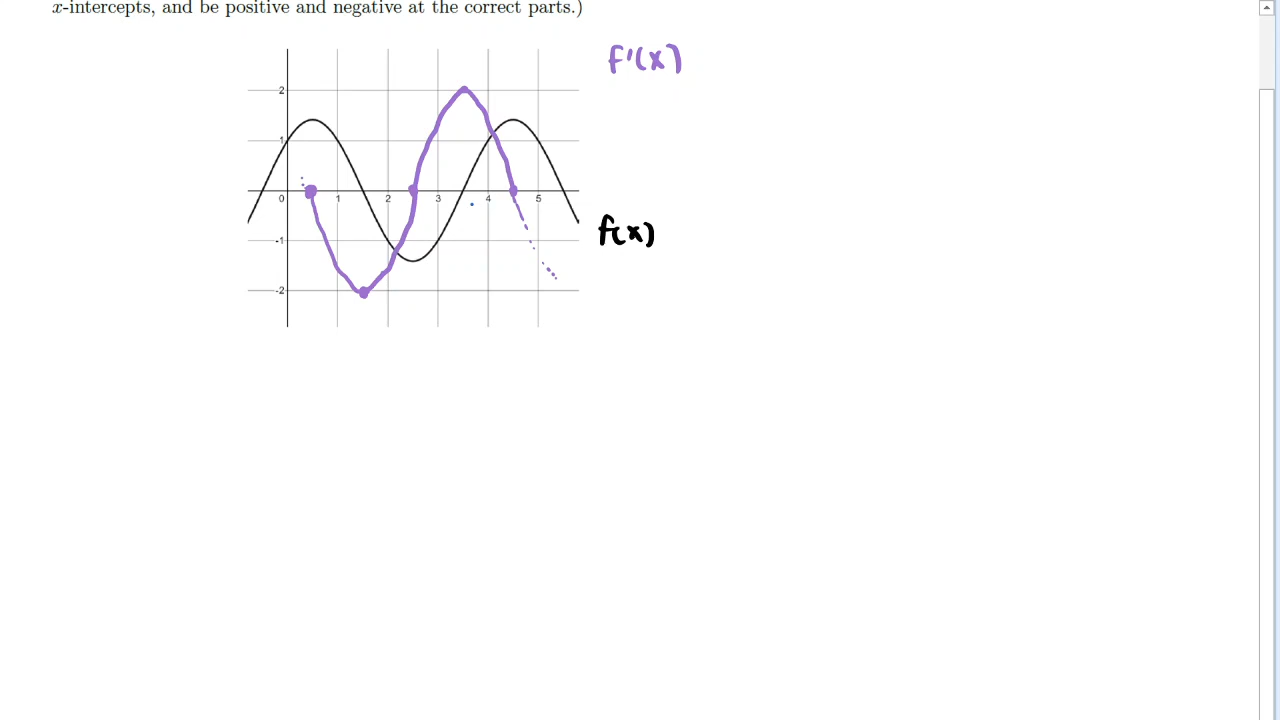 x-intercepts, and be positive and negative at the correct parts.)
f'(x)
2
1
0 1 2 3 4 5
f(x)
-1
-2